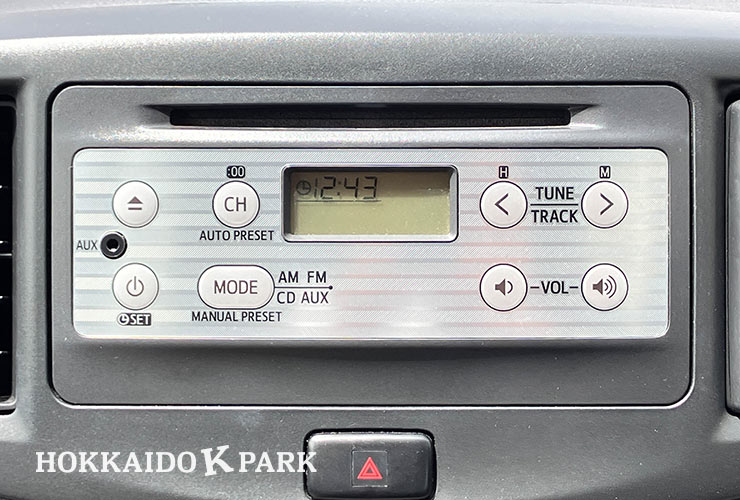 :00
H
M
CH
12:43
TUNE
TRACK
AUTO PRESET
AUX
MODE
AM FM
CD AUX
-VOL-
SET
MANUAL PRESET
HOKKAIDO K PARK